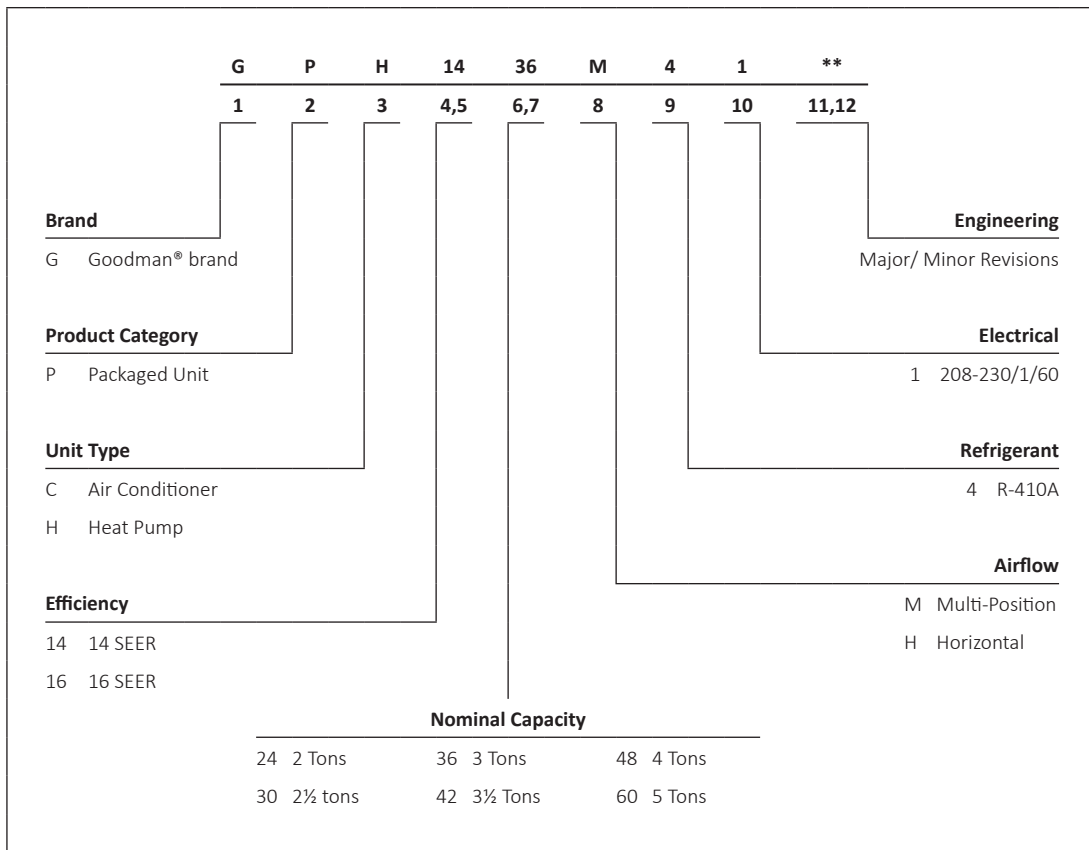 G P H 14 36 M 4 1 **
1 2 3 4,5 6,7 8 9 10 11,12
Brand
G Goodman® brand
Product Category
P Packaged Unit
Unit Type
C Air Conditioner
H Heat Pump
Efficiency
14 14 SEER
16 16 SEER
Engineering
Major/ Minor Revisions
Electrical
1 208-230/1/60
Refrigerant
4 R-410A
Airflow
M Multi-Position
H Horizontal
Nominal Capacity
24 2 Tons 36 3 Tons 48 4 Tons
30 2½ tons 42 3½ Tons 60 5 Tons